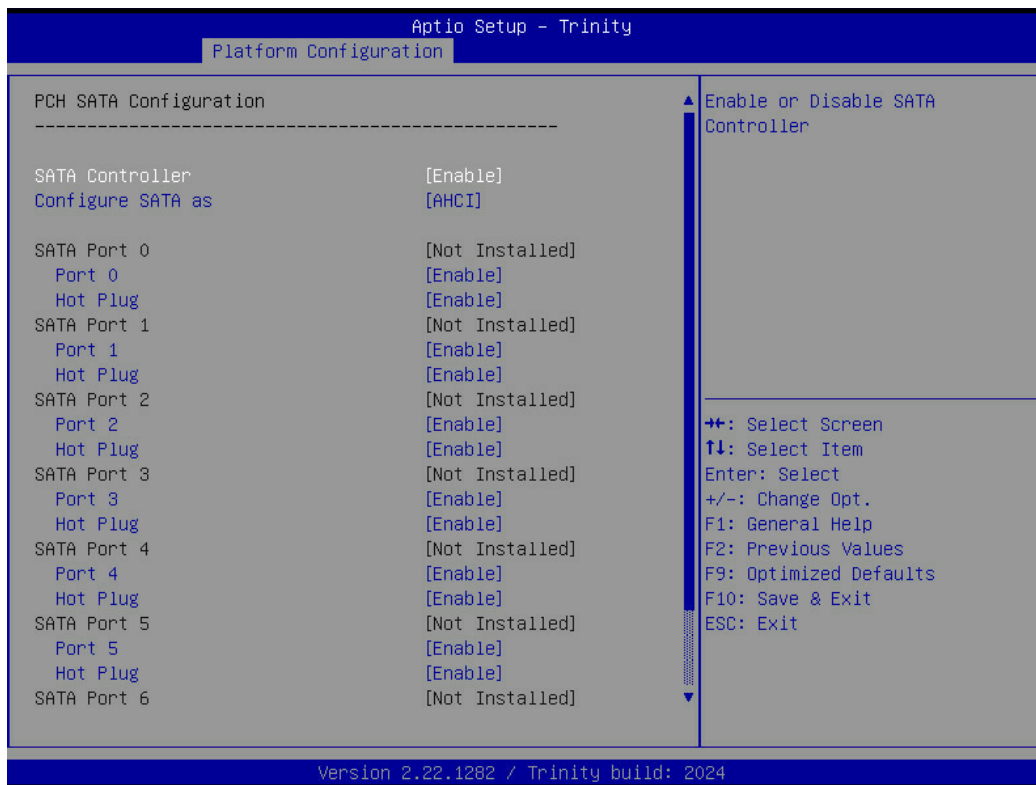 Aptio Setup – Trinity
Platform Configuration
PCH SATA Configuration
--------------------------------------------------
SATA Controller [Enable]
Configure SATA as [AHCI]
SATA Port 0 [Not Installed]
Port 0 [Enable]
Hot Plug [Enable]
SATA Port 1 [Not Installed]
Port 1 [Enable]
Hot Plug [Enable]
SATA Port 2 [Not Installed]
Port 2 [Enable]
Hot Plug [Enable]
SATA Port 3 [Not Installed]
Port 3 [Enable]
Hot Plug [Enable]
SATA Port 4 [Not Installed]
Port 4 [Enable]
Hot Plug [Enable]
SATA Port 5 [Not Installed]
Port 5 [Enable]
Hot Plug [Enable]
SATA Port 6 [Not Installed]
Enable or Disable SATA
Controller
→←: Select Screen
↑↓: Select Item
Enter: Select
+/-: Change Opt.
F1: General Help
F2: Previous Values
F9: Optimized Defaults
F10: Save & Exit
ESC: Exit
Version 2.22.1282 / Trinity build: 2024